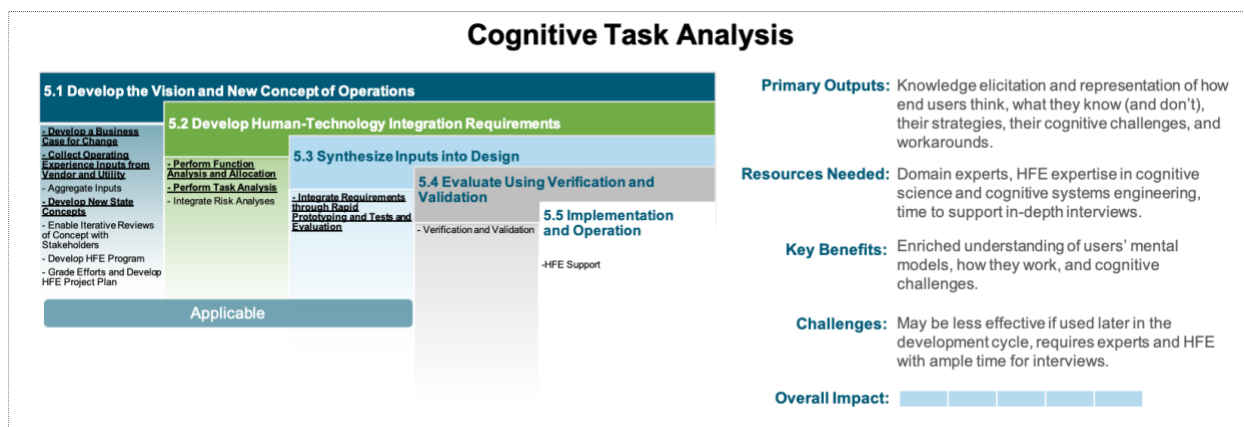 Cognitive Task Analysis
5.1 Develop the Vision and New Concept of Operations
- Develop a Business
Case for Change
- Collect Operating
Experience Inputs from
Vendor and Utility
- Aggregate Inputs
- Develop New State
Concepts
- Enable Iterative Reviews
of Concept with
Stakeholders
- Develop HFE Program
- Grade Efforts and Develop
HFE Project Plan
5.2 Develop Human-Technology Integration Requirements
- Perform Function
Analysis and Allocation
- Perform Task Analysis
- Integrate Risk Analyses
5.3 Synthesize Inputs into Design
- Integrate Requirements
through Rapid
Prototyping and Tests and
Evaluation
5.4 Evaluate Using Verification and
Validation
- Verification and Validation
5.5 Implementation
and Operation
-HFE Support
Applicable
Primary Outputs: Knowledge elicitation and representation of how
end users think, what they know (and don't),
their strategies, their cognitive challenges, and
workarounds.
Resources Needed: Domain experts, HFE expertise in cognitive
science and cognitive systems engineering,
time to support in-depth interviews.
Key Benefits: Enriched understanding of users' mental
models, how they work, and cognitive
challenges.
Challenges: May be less effective if used later in the
development cycle, requires experts and HFE
with ample time for interviews.
Overall Impact: